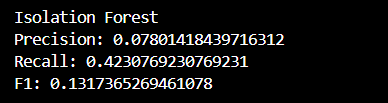 Isolation Forest
Precision: 0.07801418439716312
Recall: 0.4230769230769231
F1: 0.1317365269461078